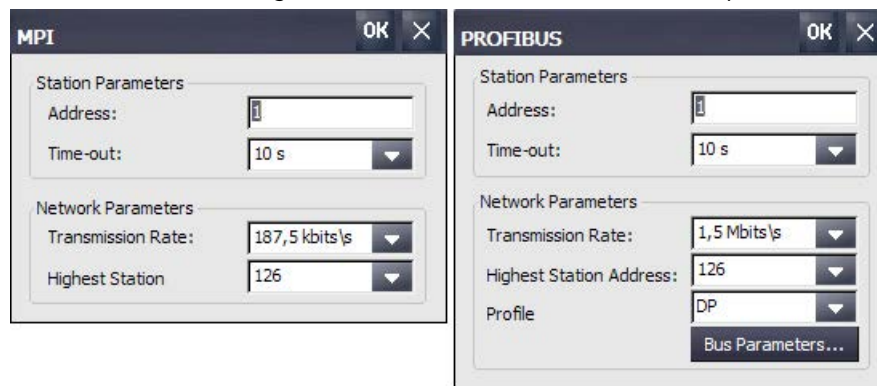 MPI OK ×
Station Parameters
Address: 1
Time-out: 10 s
Network Parameters
Transmission Rate: 187,5 kbits\s
Highest Station 126
PROFIBUS OK ×
Station Parameters
Address: 1
Time-out: 10 s
Network Parameters
Transmission Rate: 1,5 Mbits\s
Highest Station Address: 126
Profile DP
Bus Parameters...